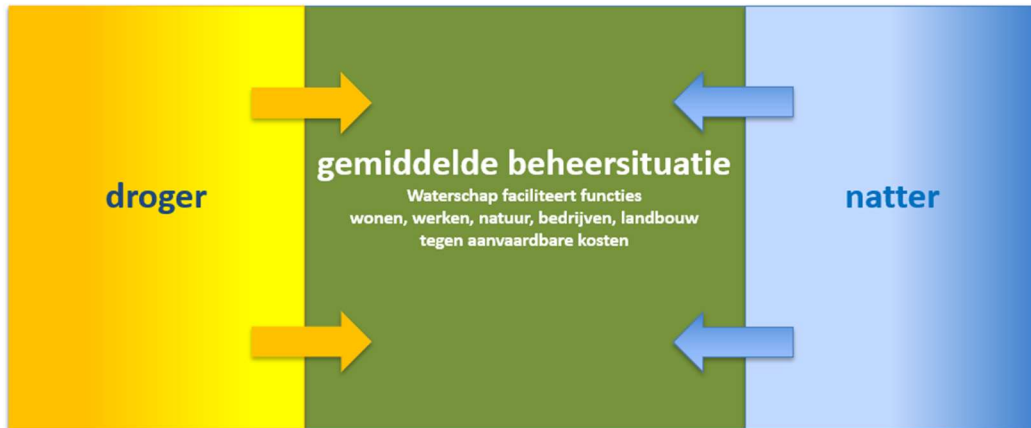 droger
gemiddelde beheersituatie
Waterschap faciliteert functies
wonen, werken, natuur, bedrijven, landbouw
tegen aanvaardbare kosten
natter